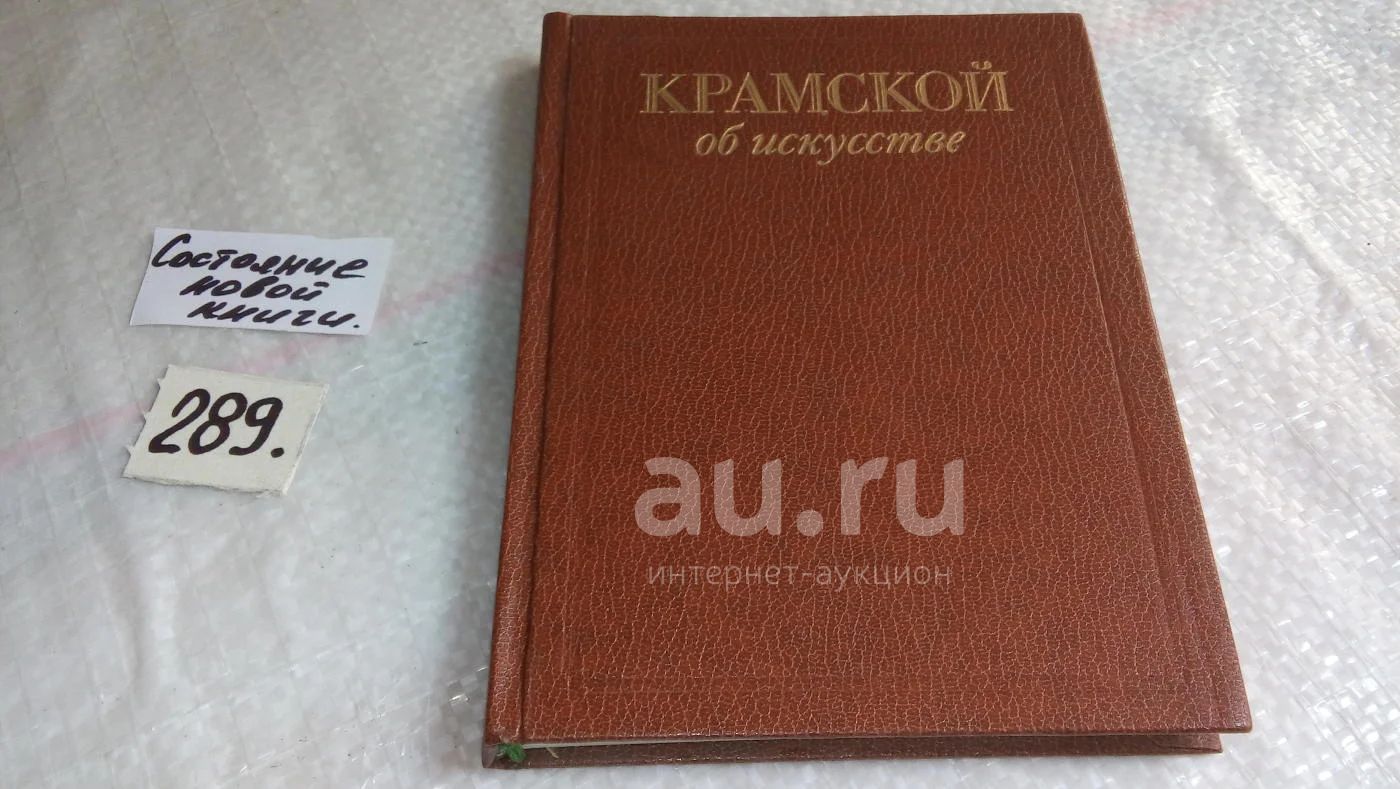 КРАМСКОЙ
об искусстве
Состояние
новой
книги.
289.
au.ru
интернет-аукцион